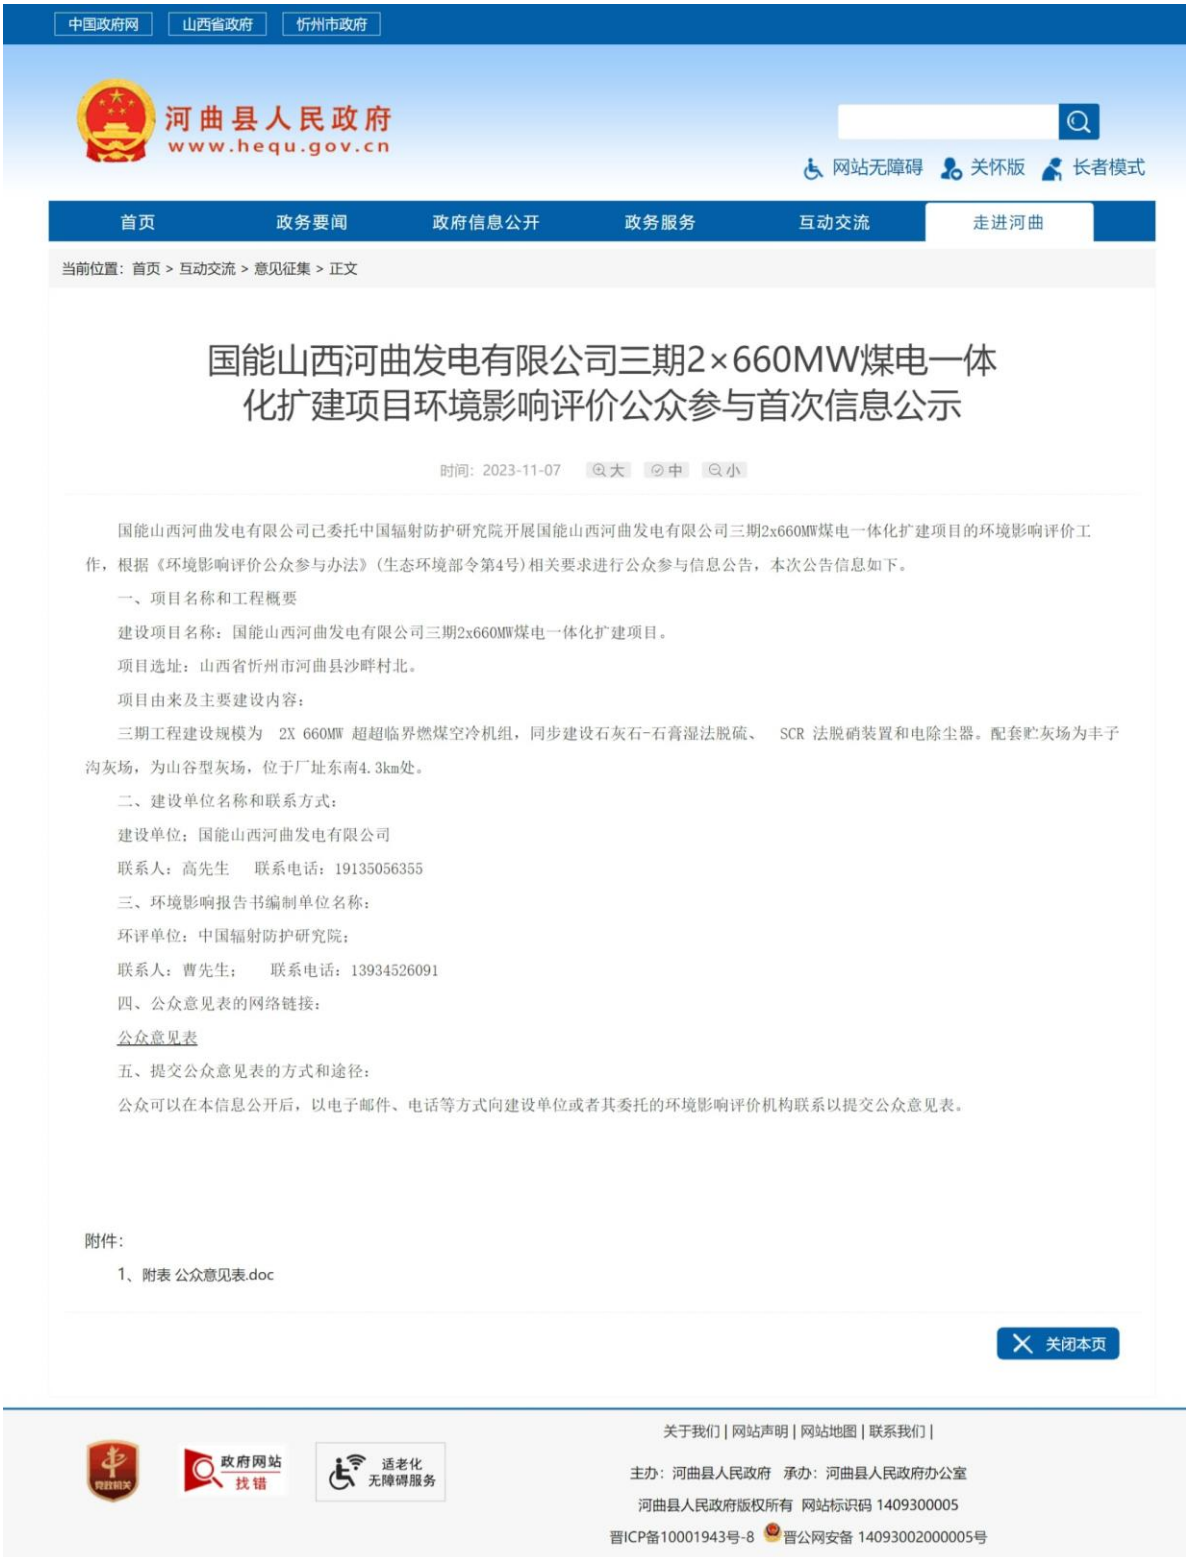 中国政府网 山西省政府 忻州市政府
河曲县人民政府
www.hequ.gov.cn
网站无障碍 关怀版 长者模式
首页 政务要闻 政府信息公开 政务服务 互动交流 走进河曲
当前位置：首页 > 互动交流 > 意见征集 > 正文
国能山西河曲发电有限公司三期2×660MW煤电一体
化扩建项目环境影响评价公众参与首次信息公示
时间：2023-11-07 大 中 小
国能山西河曲发电有限公司已委托中国辐射防护研究院开展国能山西河曲发电有限公司三期2x660MW煤电一体化扩建项目的环境影响评价工
作，根据《环境影响评价公众参与办法》(生态环境部令第4号)相关要求进行公众参与信息公告，本次公告信息如下。
一、项目名称和工程概要
建设项目名称：国能山西河曲发电有限公司三期2x660MW煤电一体化扩建项目。
项目选址：山西省忻州市河曲县沙畔村北。
项目由来及主要建设内容：
三期工程建设规模为 2X 660MW 超超临界燃煤空冷机组，同步建设石灰石-石膏湿法脱硫、 SCR 法脱硝装置和电除尘器。配套贮灰场为丰子
沟灰场，为山谷型灰场，位于厂址东南4.3km处。
二、建设单位名称和联系方式：
建设单位；国能山西河曲发电有限公司
联系人：高先生 联系电话：19135056355
三、环境影响报告书编制单位名称：
环评单位：中国辐射防护研究院；
联系人：曹先生； 联系电话：13934526091
四、公众意见表的网络链接：
公众意见表
五、提交公众意见表的方式和途径：
公众可以在本信息公开后，以电子邮件、电话等方式向建设单位或者其委托的环境影响评价机构联系以提交公众意见表。
附件：
1、附表 公众意见表.doc
关闭本页
关于我们 | 网站声明 | 网站地图 | 联系我们 |
党政机关
政府网站
找错
适老化
无障碍服务
主办：河曲县人民政府 承办：河曲县人民政府办公室
河曲县人民政府版权所有 网站标识码 1409300005
晋ICP备10001943号-8 晋公网安备 14093002000005号